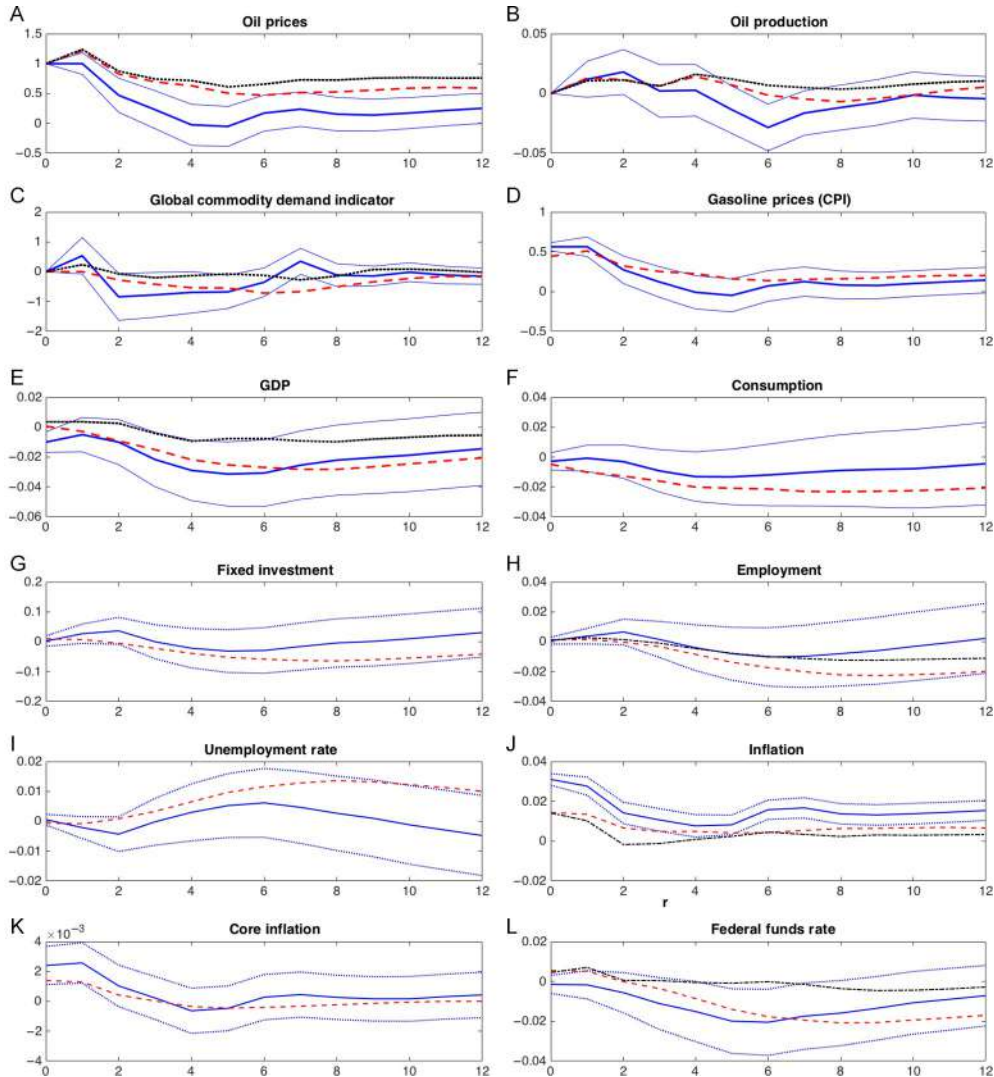 A
Oil prices
1.5
1
0.5
0
−0.5
0 2 4 6 8 10 12
B
Oil production
0.05
0
−0.05
0 2 4 6 8 10 12
C
Global commodity demand indicator
2
1
0
−1
−2
0 2 4 6 8 10 12
D
Gasoline prices (CPI)
1
0.5
0
−0.5
0 2 4 6 8 10 12
E
GDP
0.02
0
−0.02
−0.04
−0.06
0 2 4 6 8 10 12
F
Consumption
0.04
0.02
0
−0.02
−0.04
0 2 4 6 8 10 12
G
Fixed investment
0.2
0.1
0
−0.1
−0.2
0 2 4 6 8 10 12
H
Employment
0.04
0.02
0
−0.02
−0.04
0 2 4 6 8 10 12
I
Unemployment rate
0.02
0.01
0
−0.01
−0.02
0 2 4 6 8 10 12
J
Inflation
0.04
0.02
0
−0.02
0 2 4 6 8 10 12
r
K
Core inflation
×10−3
4
2
0
−2
−4
0 2 4 6 8 10 12
L
Federal funds rate
0.02
0
−0.02
−0.04
0 2 4 6 8 10 12